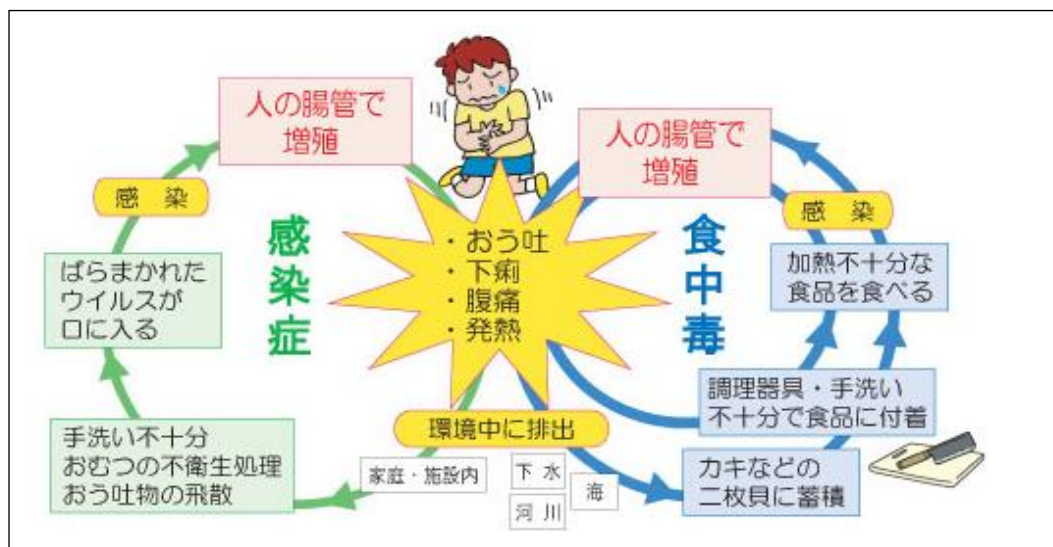 人の腸管で
増殖
感 染
感染症
ばらまかれた
ウイルスが
口に入る
手洗い不十分
おむつの不衛生処理
おう吐物の飛散
家庭・施設内
・おう吐
・下痢
・腹痛
・発熱
環境中に排出
下 水
河 川
海
人の腸管で
増殖
感 染
食中毒
加熱不十分な
食品を食べる
調理器具・手洗い
不十分で食品に付着
カキなどの
二枚貝に蓄積